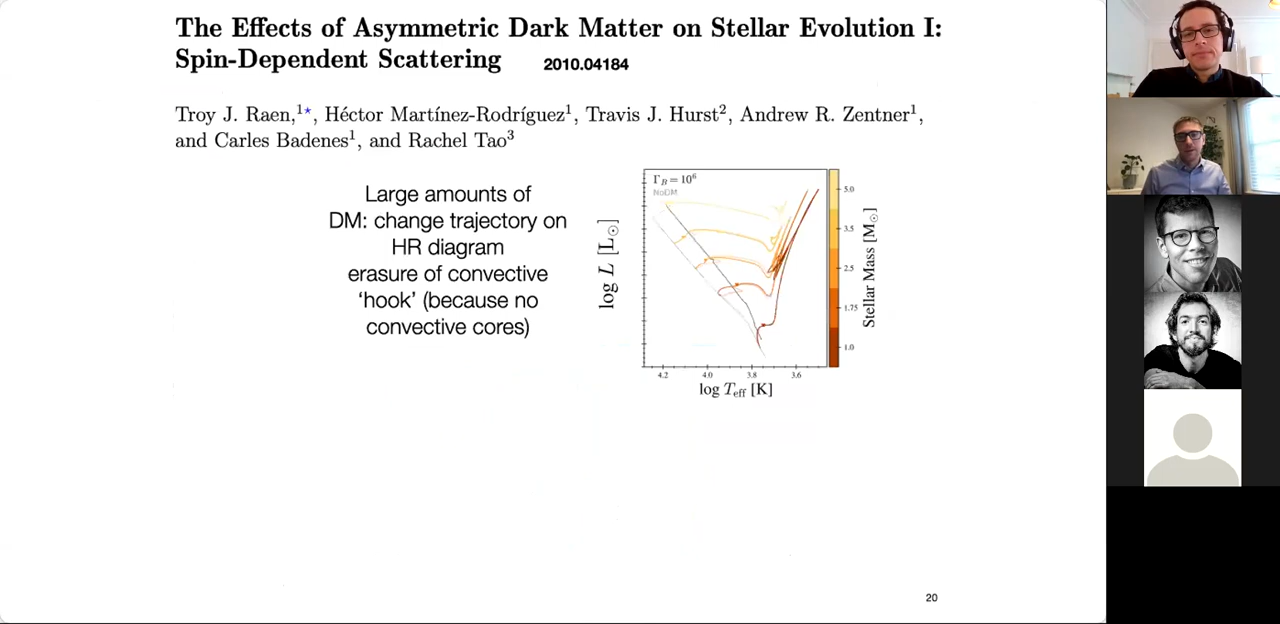 The Effects of Asymmetric Dark Matter on Stellar Evolution I:
Spin-Dependent Scattering 2010.04184
Troy J. Raen,¹* , Héctor Martínez-Rodríguez¹, Travis J. Hurst², Andrew R. Zentner¹,
and Carles Badenes¹, and Rachel Tao³
Large amounts of
DM: change trajectory on
HR diagram
erasure of convective
‘hook’ (because no
convective cores)
Γ_B = 10⁶
NoDM
log L [L☉]
4.2 4.0 3.8 3.6
log T_eff [K]
5.0
3.5
2.5
1.75
1.0
Stellar Mass [M☉]
20